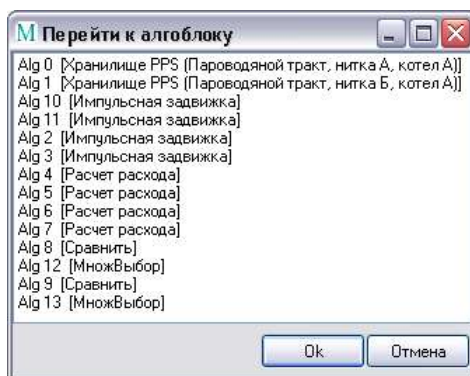 M Перейти к алгоблоку
Alg 0 [Хранилище PPS (Пароводяной тракт, нитка А, котел А)]
Alg 1 [Хранилище PPS (Пароводяной тракт, нитка Б, котел А)]
Alg 10 [Импульсная задвижка]
Alg 11 [Импульсная задвижка]
Alg 2 [Импульсная задвижка]
Alg 3 [Импульсная задвижка]
Alg 4 [Расчет расхода]
Alg 5 [Расчет расхода]
Alg 6 [Расчет расхода]
Alg 7 [Расчет расхода]
Alg 8 [Сравнить]
Alg 12 [МножВыбор]
Alg 9 [Сравнить]
Alg 13 [МножВыбор]
Ok Отмена